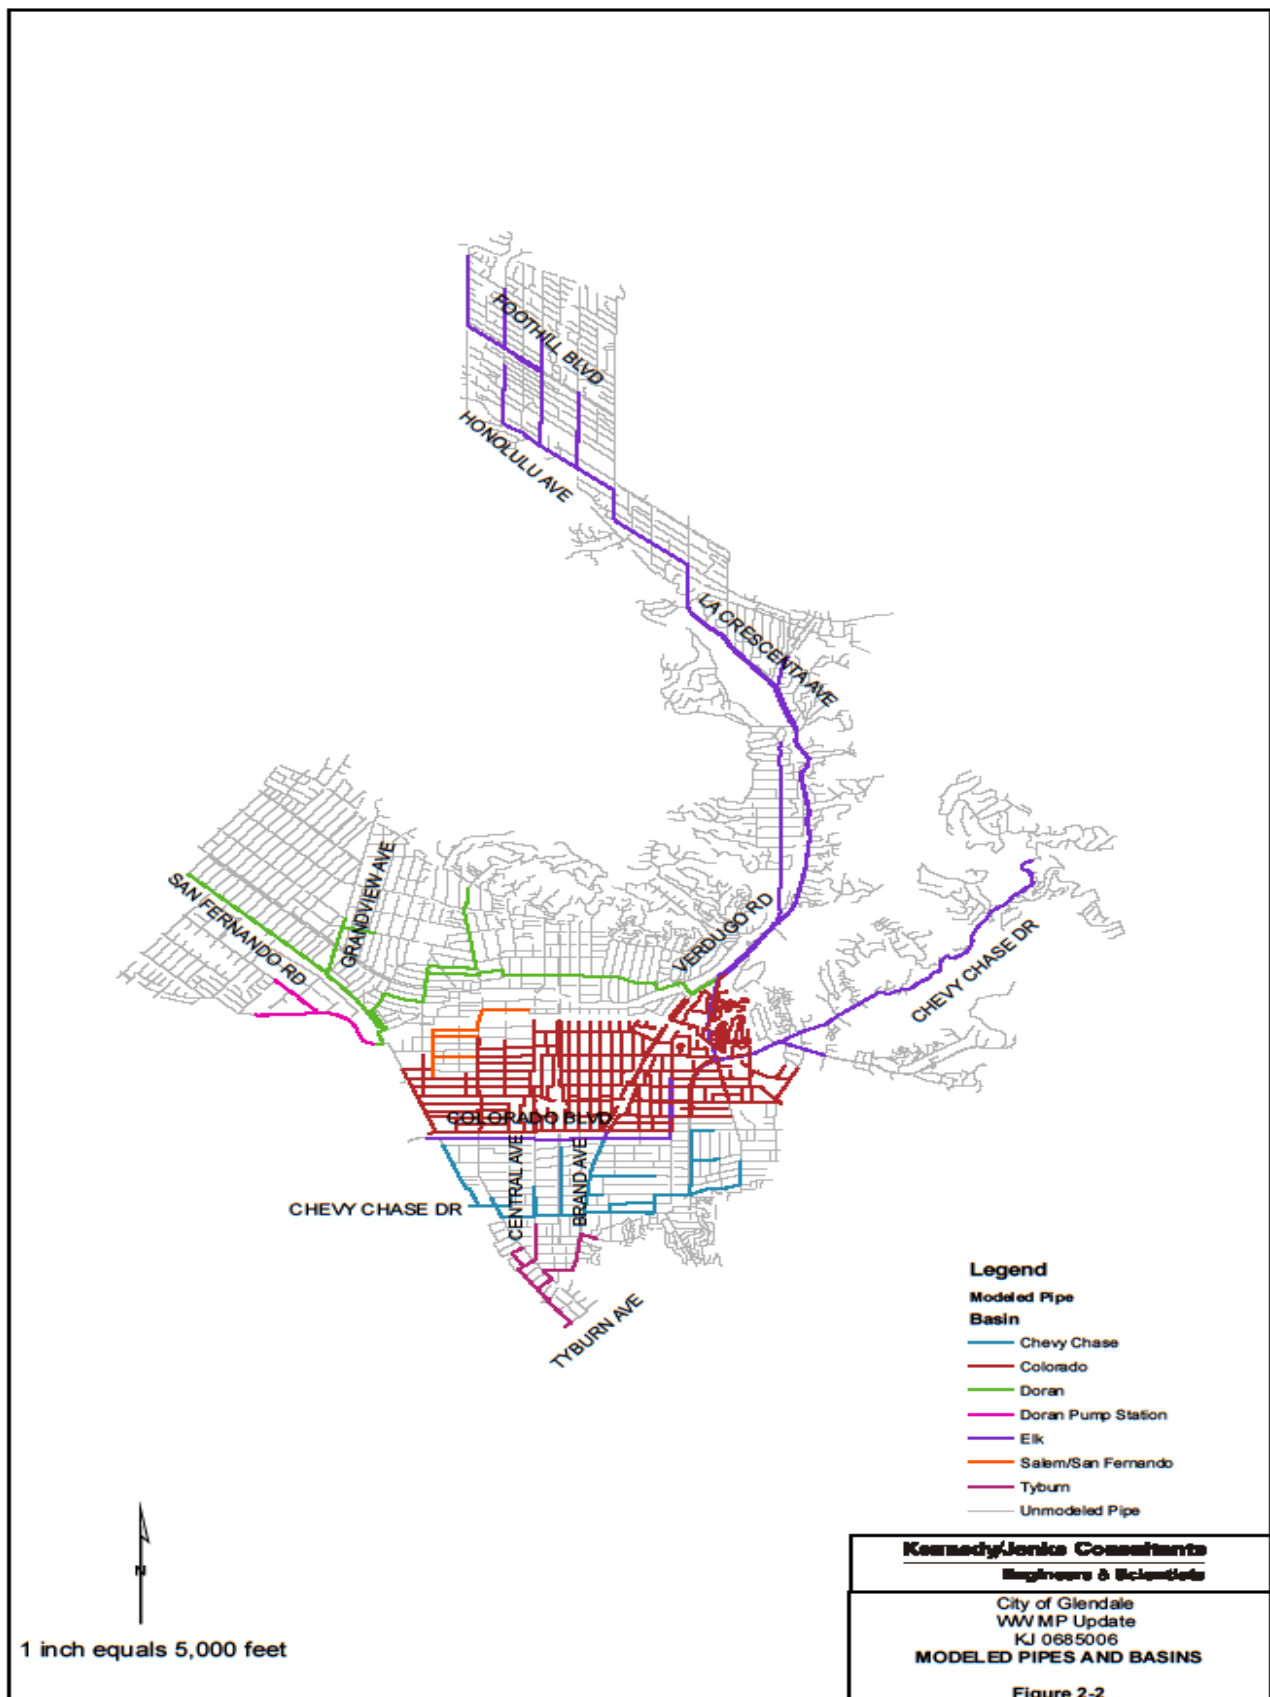 FOOTHILL BLVD
HONOLULU AVE
LA CRESCENTA AVE
SAN FERNANDO RD
GRANDVIEW AVE
VERDUGO RD
CHEVY CHASE DR
COLORADO BLVD
CENTRAL AVE
BRAND AVE
CHEVY CHASE DR
TYBURN AVE
Legend
Modeled Pipe
Basin
Chevy Chase
Colorado
Doran
Doran Pump Station
Elk
Salem/San Fernando
Tyburn
Unmodeled Pipe
N
1 inch equals 5,000 feet
Kennedy/Jenks Consultants
Engineers & Scientists
City of Glendale
WW MP Update
KJ 0685006
MODELED PIPES AND BASINS
Figure 2-2